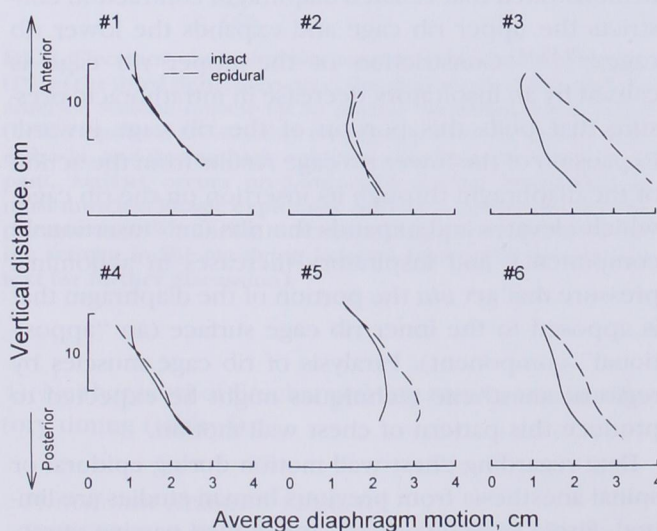 #1
#2
#3
intact
epidural
Anterior
10
Vertical distance, cm
#4
#5
#6
10
Posterior
0 1 2 3 4
0 1 2 3 4
0 1 2 3 4
Average diaphragm motion, cm